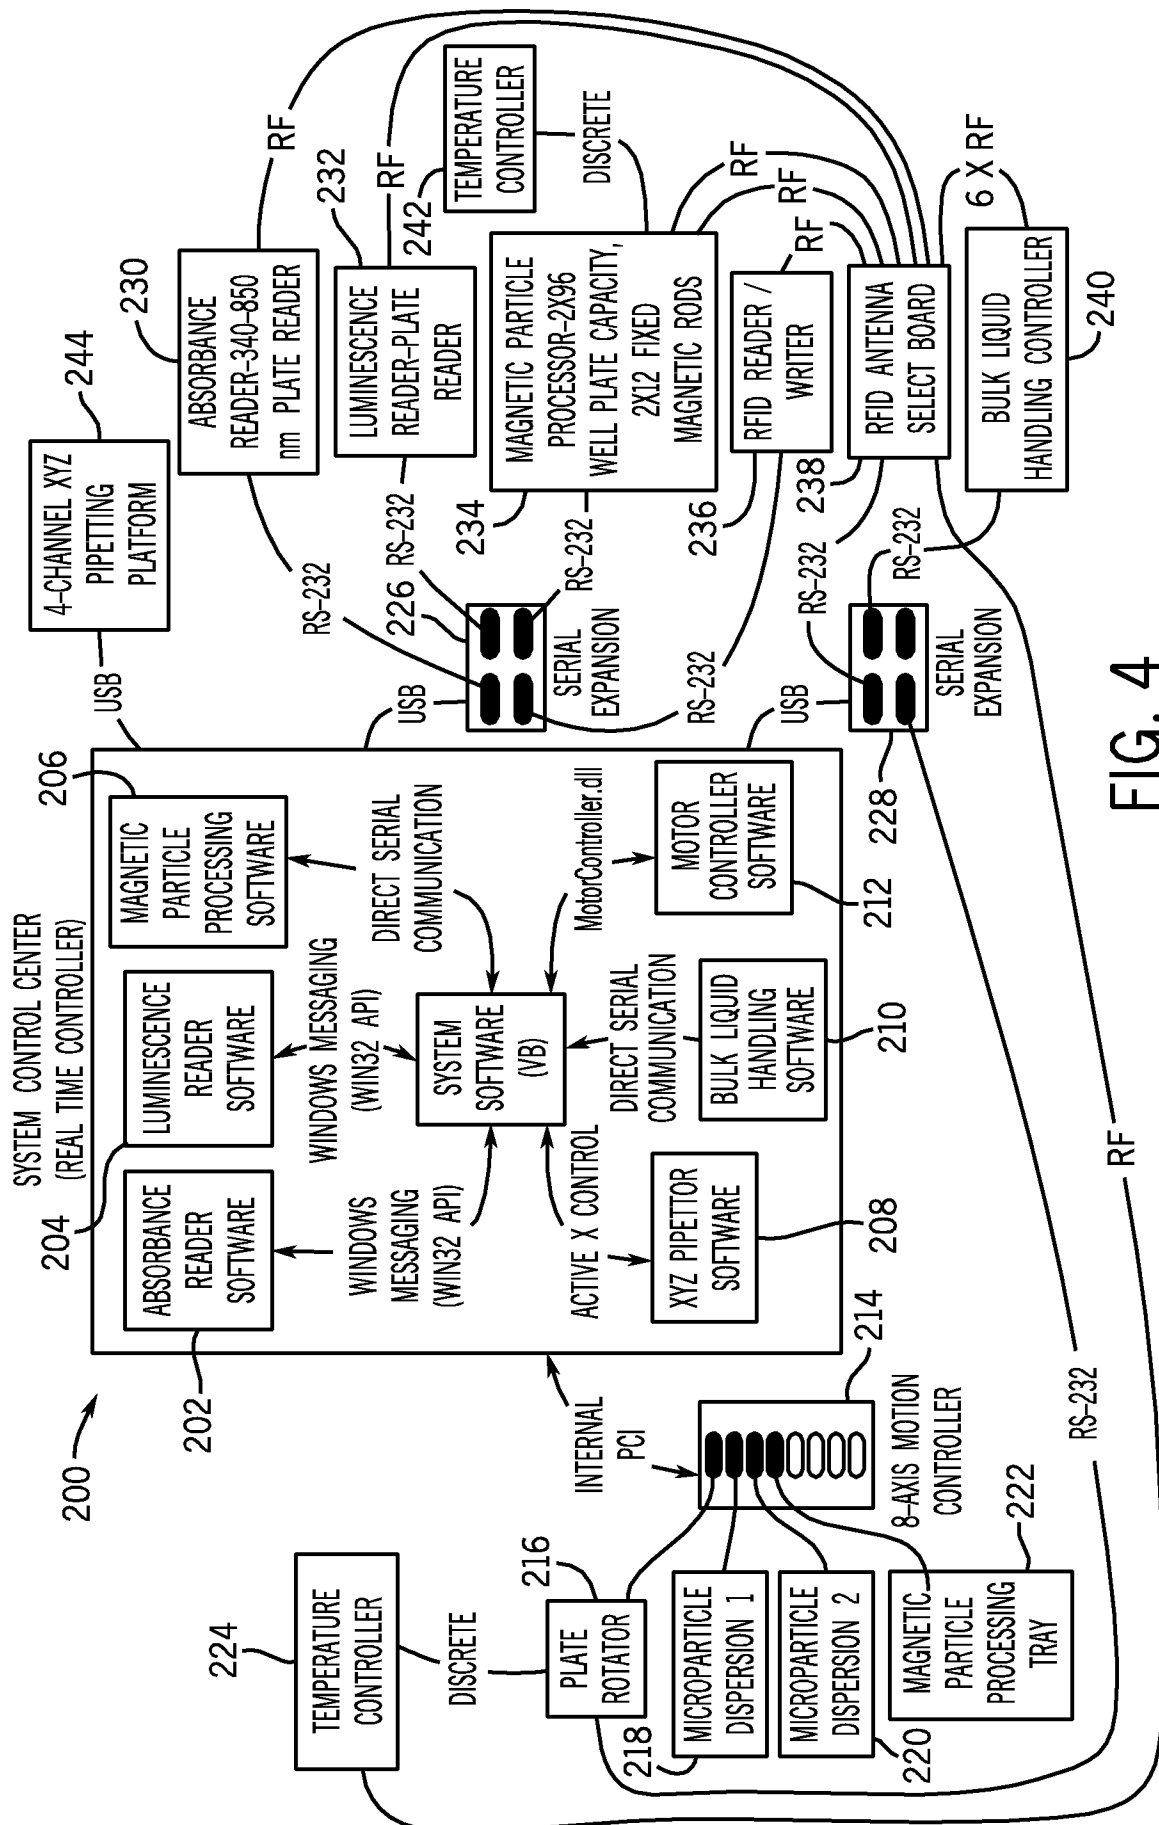 200
SYSTEM CONTROL CENTER
(REAL TIME CONTROLLER)
202
ABSORBANCE
READER
SOFTWARE
204
LUMINESCENCE
READER
SOFTWARE
206
MAGNETIC
PARTICLE
PROCESSING
SOFTWARE
WINDOWS
MESSAGING
(WIN32 API)
WINDOWS MESSAGING
(WIN32 API)
DIRECT SERIAL
COMMUNICATION
SYSTEM
SOFTWARE
(VB)
ACTIVE X CONTROL
DIRECT SERIAL
COMMUNICATION
MotorController.dll
XYZ PIPETTOR
SOFTWARE
208
BULK LIQUID
HANDLING
SOFTWARE
210
MOTOR
CONTROLLER
SOFTWARE
212
INTERNAL
PCI
214
8-AXIS MOTION
CONTROLLER
224
TEMPERATURE
CONTROLLER
DISCRETE
216
PLATE
ROTATOR
MICROPARTICLE
DISPERSION 1
218
MICROPARTICLE
DISPERSION 2
220
MAGNETIC
PARTICLE
PROCESSING
TRAY
222
USB
4-CHANNEL XYZ
PIPETTING
PLATFORM
244
ABSORBANCE
READER-340-850
nm PLATE READER
230
RF
RS-232
LUMINESCENCE
READER-PLATE
READER
232
RF
RS-232
226
USB
SERIAL
EXPANSION
TEMPERATURE
CONTROLLER
242
DISCRETE
MAGNETIC PARTICLE
PROCESSOR-2X96
WELL PLATE CAPACITY,
2X12 FIXED
MAGNETIC RODS
234
RS-232
RF
RF
RFID READER /
WRITER
236
RS-232
RF
RFID ANTENNA
SELECT BOARD
238
RS-232
6 X RF
BULK LIQUID
HANDLING CONTROLLER
240
RS-232
USB
228
SERIAL
EXPANSION
RS-232
RF
FIG. 4